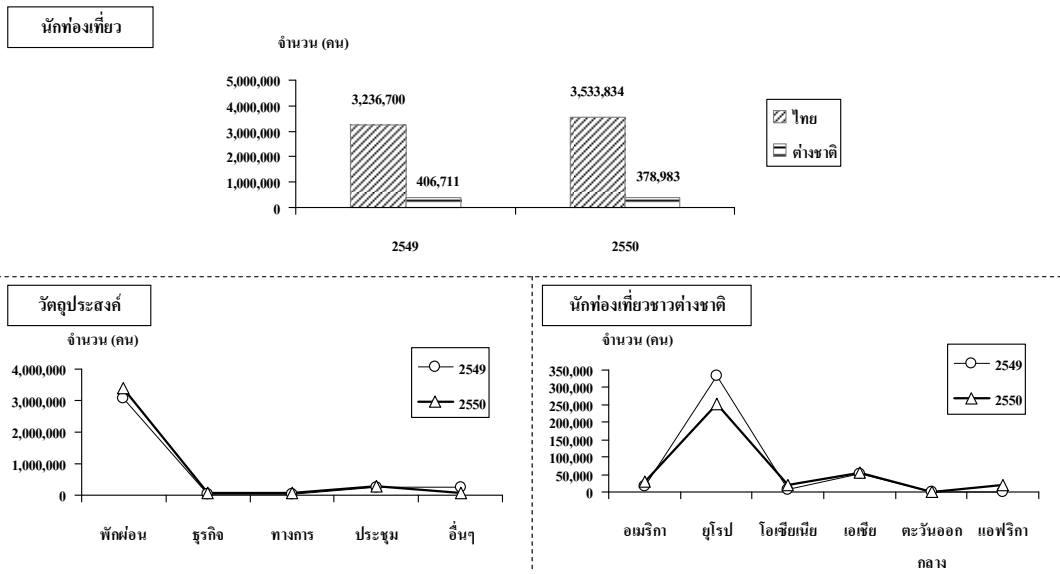 นักท่องเที่ยว
จำนวน (คน)
5,000,000
4,000,000
3,000,000
2,000,000
1,000,000
0
3,236,700
406,711
3,533,834
378,983
2549
2550
ไทย
ต่างชาติ
วัตถุประสงค์
จำนวน (คน)
4,000,000
3,000,000
2,000,000
1,000,000
0
พักผ่อน
ธุรกิจ
ทางการ
ประชุม
อื่นๆ
2549
2550
นักท่องเที่ยวชาวต่างชาติ
จำนวน (คน)
350,000
300,000
250,000
200,000
150,000
100,000
50,000
0
อเมริกา
ยุโรป
โอเชียเนีย
เอเชีย
ตะวันออก
กลาง
แอฟริกา
2549
2550